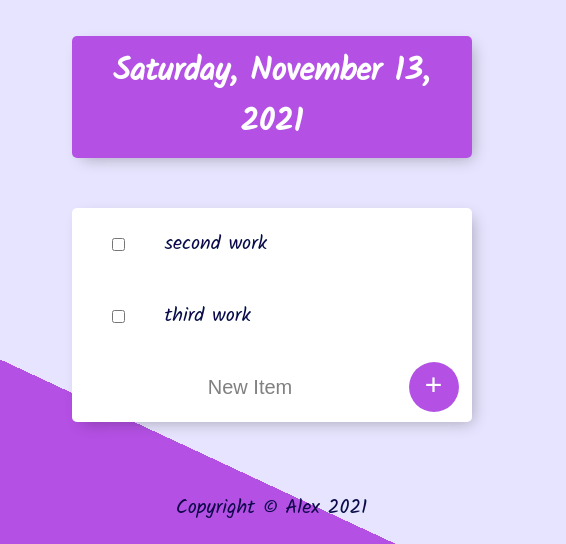 Saturday, November 13,
2021
second work
third work
New Item
+
Copyright © Alex 2021